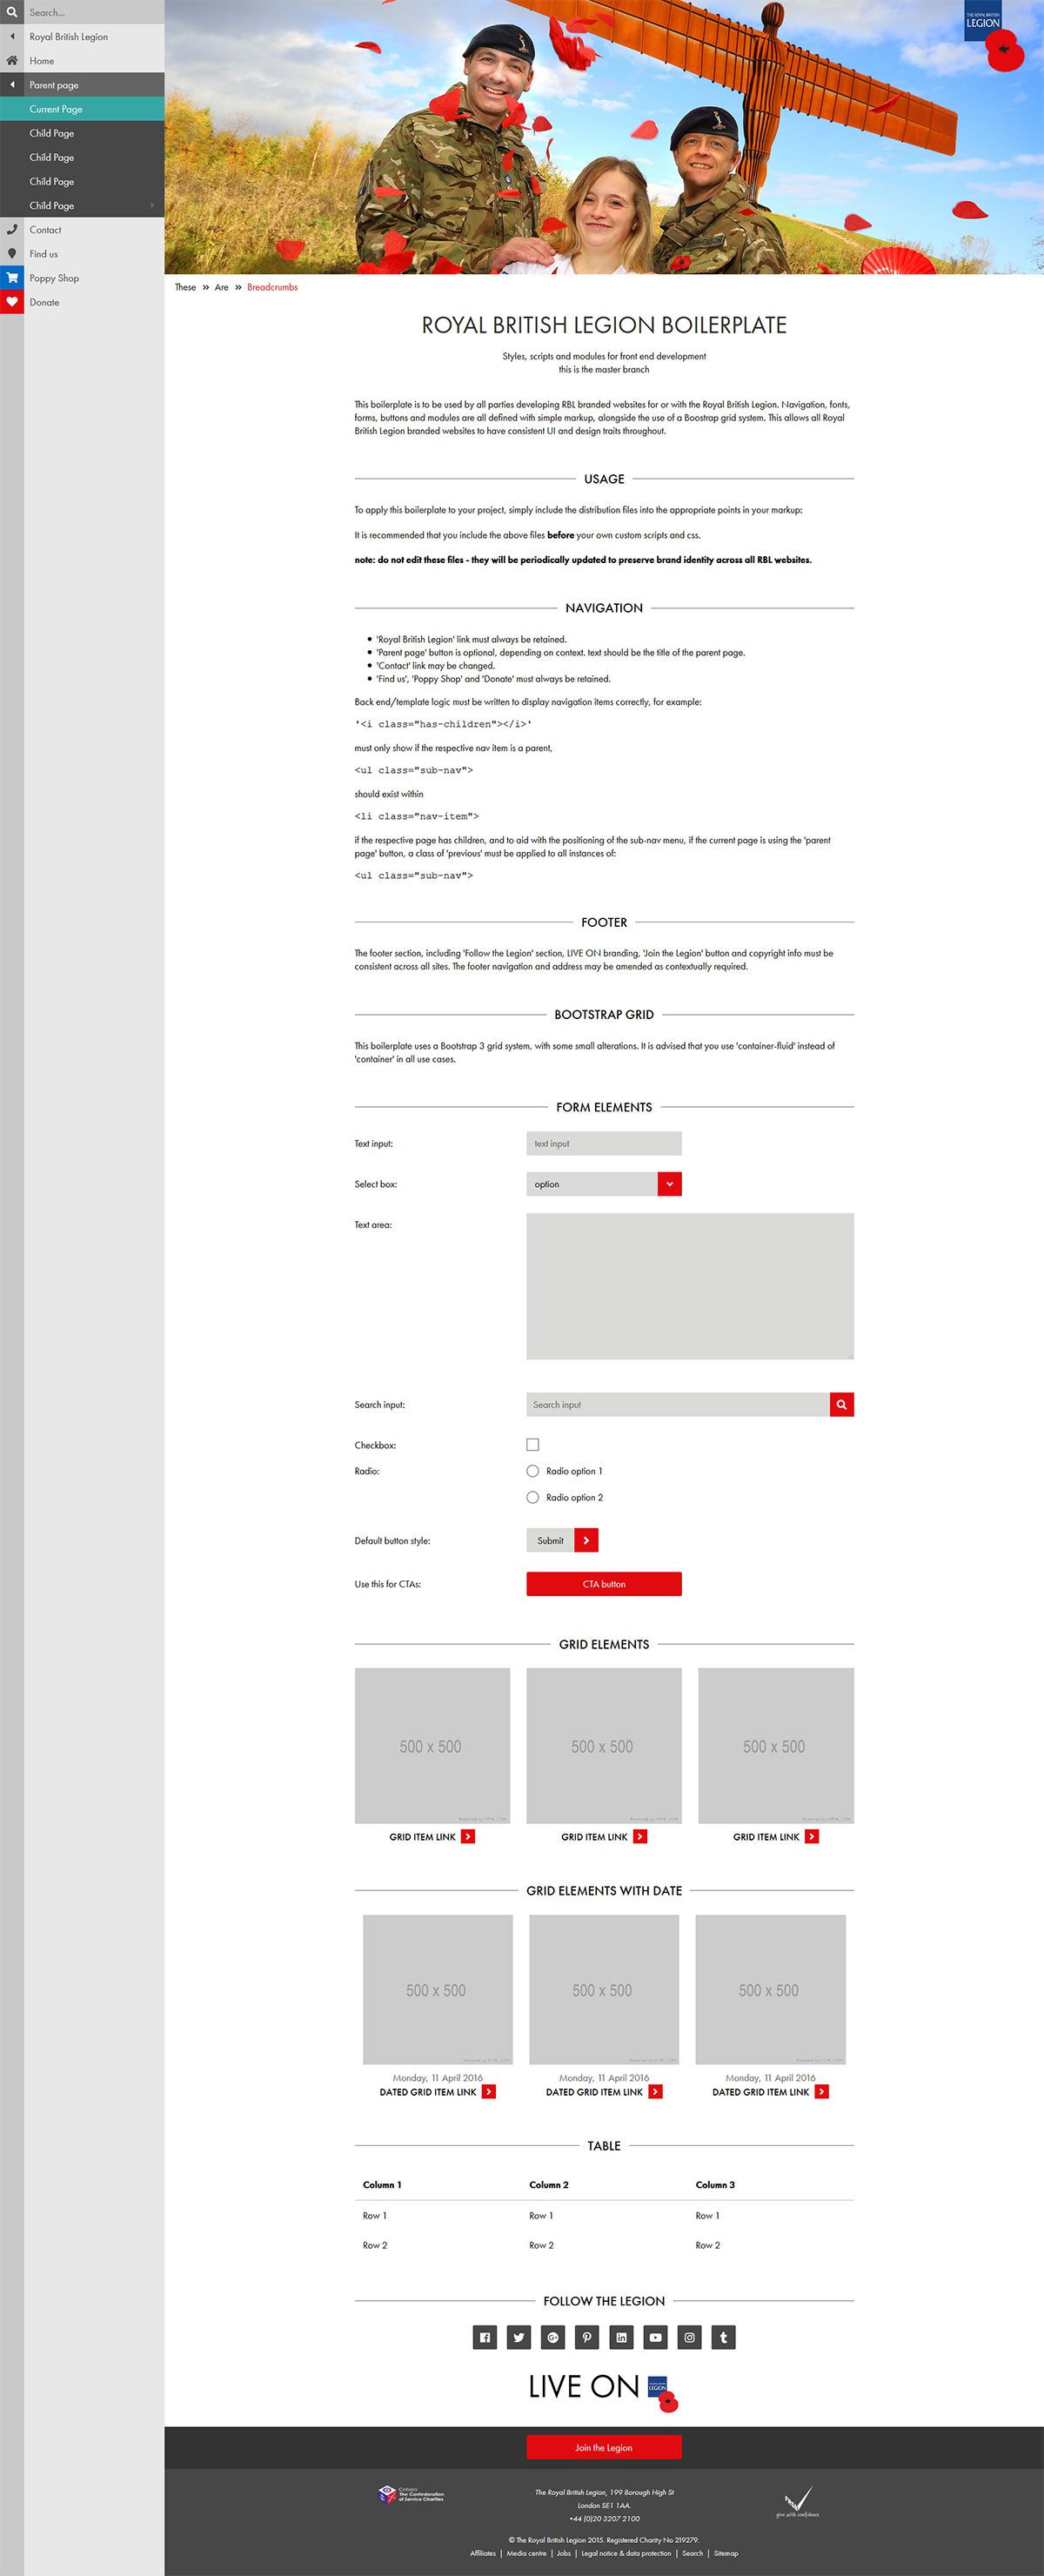 Search...
Royal British Legion
Home
Parent page
Current Page
Child Page
Child Page
Child Page
Child Page
Contact
Find us
Poppy Shop
Donate
THE ROYAL BRITISH
LEGION
These » Are » Breadcrumbs
ROYAL BRITISH LEGION BOILERPLATE
Styles, scripts and modules for front end development
this is the master branch
This boilerplate is to be used by all parties developing RBL branded websites for or with the Royal British Legion. Navigation, fonts,
forms, buttons and modules are all defined with simple markup, alongside the use of a Boostrap grid system. This allows all Royal
British Legion branded websites to have consistent UI and design traits throughout.
USAGE
To apply this boilerplate to your project, simply include the distribution files into the appropriate points in your markup:
It is recommended that you include the above files before your own custom scripts and css.
note: do not edit these files - they will be periodically updated to preserve brand identity across all RBL websites.
NAVIGATION
• 'Royal British Legion' link must always be retained.
• 'Parent page' button is optional, depending on context. text should be the title of the parent page.
• 'Contact' link may be changed.
• 'Find us', 'Poppy Shop' and 'Donate' must always be retained.
Back end/template logic must be written to display navigation items correctly, for example:
'<i class="has-children"></i>'
must only show if the respective nav item is a parent,
<ul class="sub-nav">
should exist within
<li class="nav-item">
if the respective page has children, and to aid with the positioning of the sub-nav menu, if the current page is using the 'parent
page' button, a class of 'previous' must be applied to all instances of:
<ul class="sub-nav">
FOOTER
The footer section, including 'Follow the Legion' section, LIVE ON branding, 'Join the Legion' button and copyright info must be
consistent across all sites. The footer navigation and address may be amended as contextually required.
BOOTSTRAP GRID
This boilerplate uses a Bootstrap 3 grid system, with some small alterations. It is advised that you use 'container-fluid' instead of
'container' in all use cases.
FORM ELEMENTS
Text input: text input
Select box: option
Text area:
Search input: Search input
Checkbox:
Radio: Radio option 1
Radio option 2
Default button style: Submit
Use this for CTAs: CTA button
GRID ELEMENTS
500 x 500 500 x 500 500 x 500
Powered by HTML.COM Powered by HTML.COM Powered by HTML.COM
GRID ITEM LINK GRID ITEM LINK GRID ITEM LINK
GRID ELEMENTS WITH DATE
500 x 500 500 x 500 500 x 500
Powered by HTML.COM Powered by HTML.COM Powered by HTML.COM
Monday, 11 April 2016 Monday, 11 April 2016 Monday, 11 April 2016
DATED GRID ITEM LINK DATED GRID ITEM LINK DATED GRID ITEM LINK
TABLE
Column 1 Column 2 Column 3
Row 1 Row 1 Row 1
Row 2 Row 2 Row 2
FOLLOW THE LEGION
LIVE ON
LEGION
Join the Legion
Cobseo
The Confederation
of Service Charities
The Royal British Legion, 199 Borough High St
London SE1 1AA.
+44 (0)20 3207 2100
give with confidence
© The Royal British Legion 2015. Registered Charity No 219279.
Affiliates | Media centre | Jobs | Legal notice & data protection | Search | Sitemap